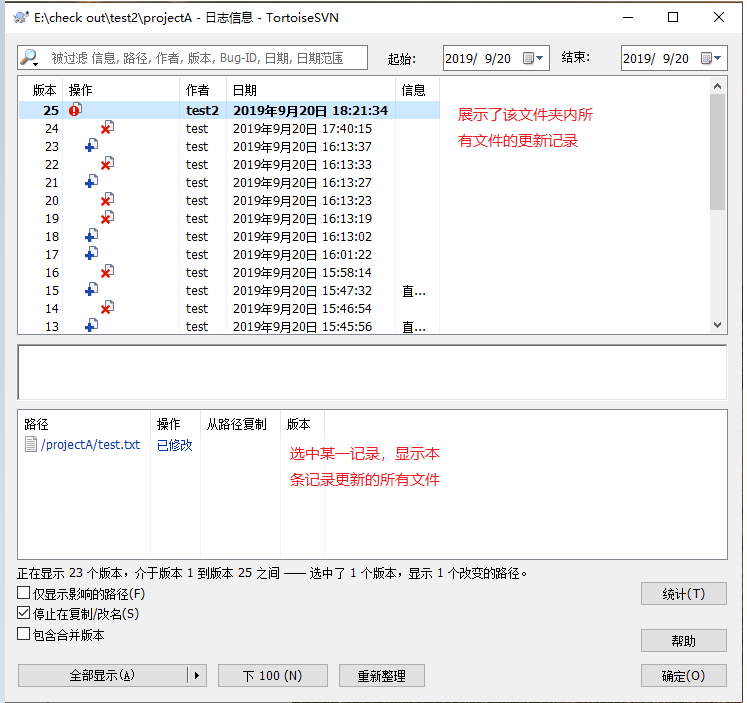 E:\check out\test2\projectA - 日志信息 - TortoiseSVN
被过滤 信息, 路径, 作者, 版本, Bug-ID, 日期, 日期范围 起始: 2019/ 9/20 结束: 2019/ 9/20
版本 操作 作者 日期 信息
25 test2 2019年9月20日 18:21:34
24 test 2019年9月20日 17:40:15
23 test 2019年9月20日 16:13:37
22 test 2019年9月20日 16:13:33
21 test 2019年9月20日 16:13:27
20 test 2019年9月20日 16:13:23
19 test 2019年9月20日 16:13:19
18 test 2019年9月20日 16:13:02
17 test 2019年9月20日 16:01:22
16 test 2019年9月20日 15:58:14
15 test 2019年9月20日 15:47:32 直...
14 test 2019年9月20日 15:46:54
13 test 2019年9月20日 15:45:56 直...
展示了该文件夹内所
有文件的更新记录
路径 操作 从路径复制 版本
/projectA/test.txt 已修改
选中某一记录，显示本
条记录更新的所有文件
正在显示 23 个版本，介于版本 1 到版本 25 之间 —— 选中了 1 个版本，显示 1 个改变的路径。
仅显示影响的路径(F)
停止在复制/改名(S)
包含合并版本
统计(T)
帮助
全部显示(A) 下 100 (N) 重新整理 确定(O)